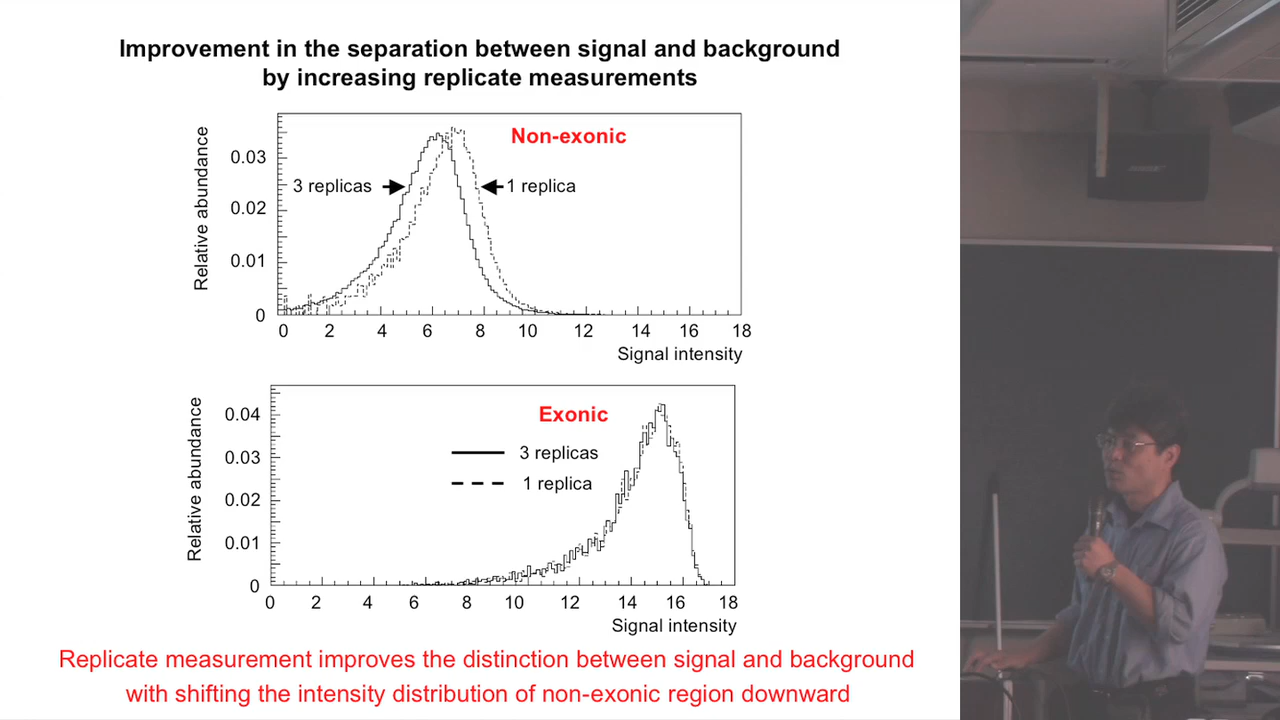 Improvement in the separation between signal and background
by increasing replicate measurements
Relative abundance
Non-exonic
3 replicas
1 replica
0.03
0.02
0.01
0
0 2 4 6 8 10 12 14 16 18
Signal intensity
Relative abundance
Exonic
3 replicas
1 replica
0.04
0.03
0.02
0.01
0
0 2 4 6 8 10 12 14 16 18
Signal intensity
Replicate measurement improves the distinction between signal and background
with shifting the intensity distribution of non-exonic region downward
BOSE